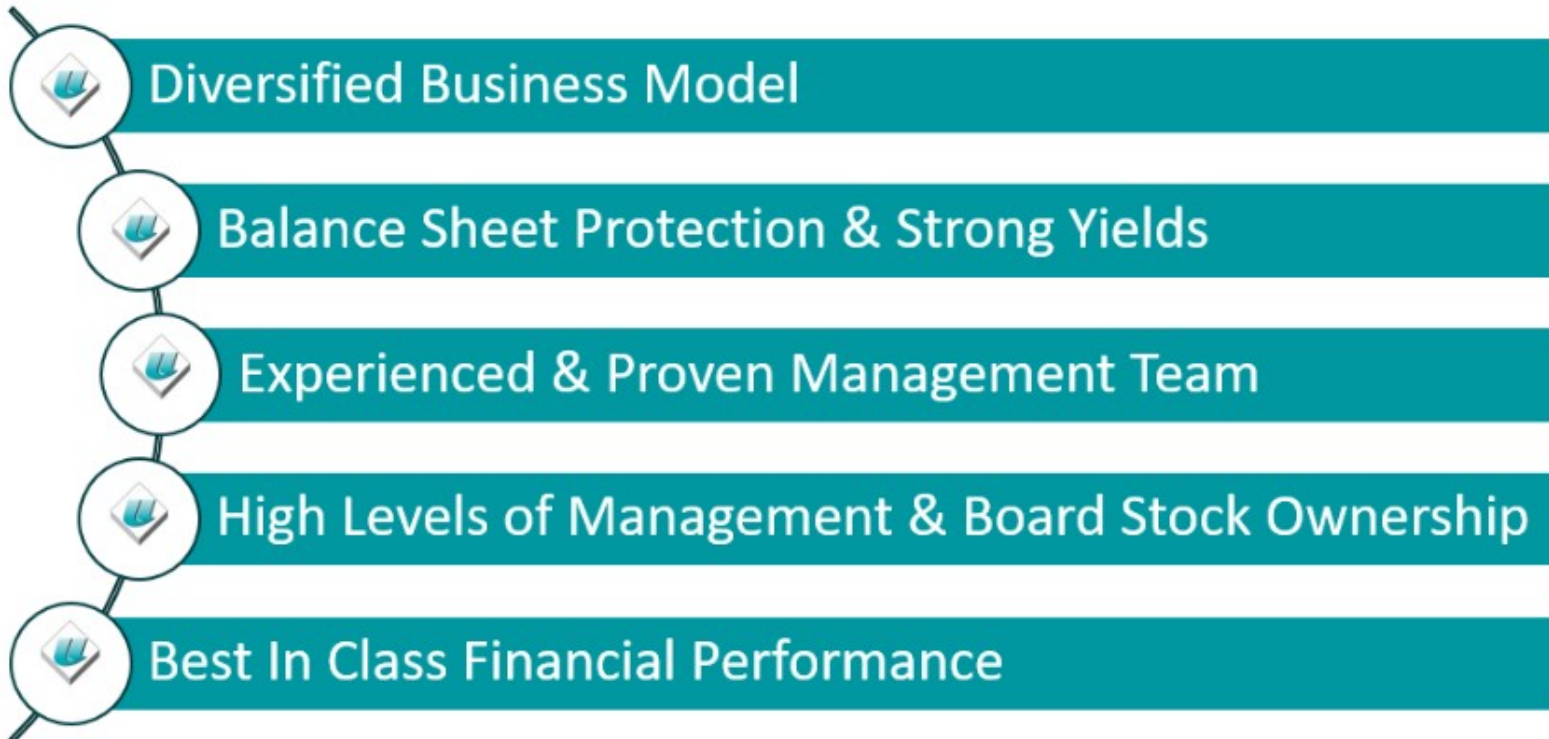 Diversified Business Model
Balance Sheet Protection & Strong Yields
Experienced & Proven Management Team
High Levels of Management & Board Stock Ownership
Best In Class Financial Performance